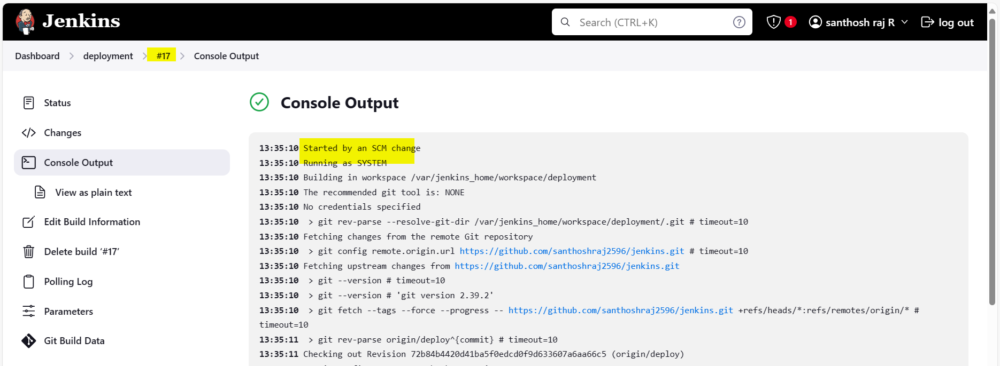 Jenkins
Search (CTRL+K)
1
santhosh raj R
log out
Dashboard
deployment
#17
Console Output
Status
Changes
Console Output
View as plain text
Edit Build Information
Delete build ‘#17’
Polling Log
Parameters
Git Build Data
Console Output
13:35:10 Started by an SCM change
13:35:10 Running as SYSTEM
13:35:10 Building in workspace /var/jenkins_home/workspace/deployment
13:35:10 The recommended git tool is: NONE
13:35:10 No credentials specified
13:35:10  > git rev-parse --resolve-git-dir /var/jenkins_home/workspace/deployment/.git # timeout=10
13:35:10 Fetching changes from the remote Git repository
13:35:10  > git config remote.origin.url https://github.com/santhoshraj2596/jenkins.git # timeout=10
13:35:10 Fetching upstream changes from https://github.com/santhoshraj2596/jenkins.git
13:35:10  > git --version # timeout=10
13:35:10  > git --version # 'git version 2.39.2'
13:35:10  > git fetch --tags --force --progress -- https://github.com/santhoshraj2596/jenkins.git +refs/heads/*:refs/remotes/origin/* #
timeout=10
13:35:11  > git rev-parse origin/deploy^{commit} # timeout=10
13:35:11 Checking out Revision 72b84b4420d41ba5f0edcd0f9d633607a6aa66c5 (origin/deploy)